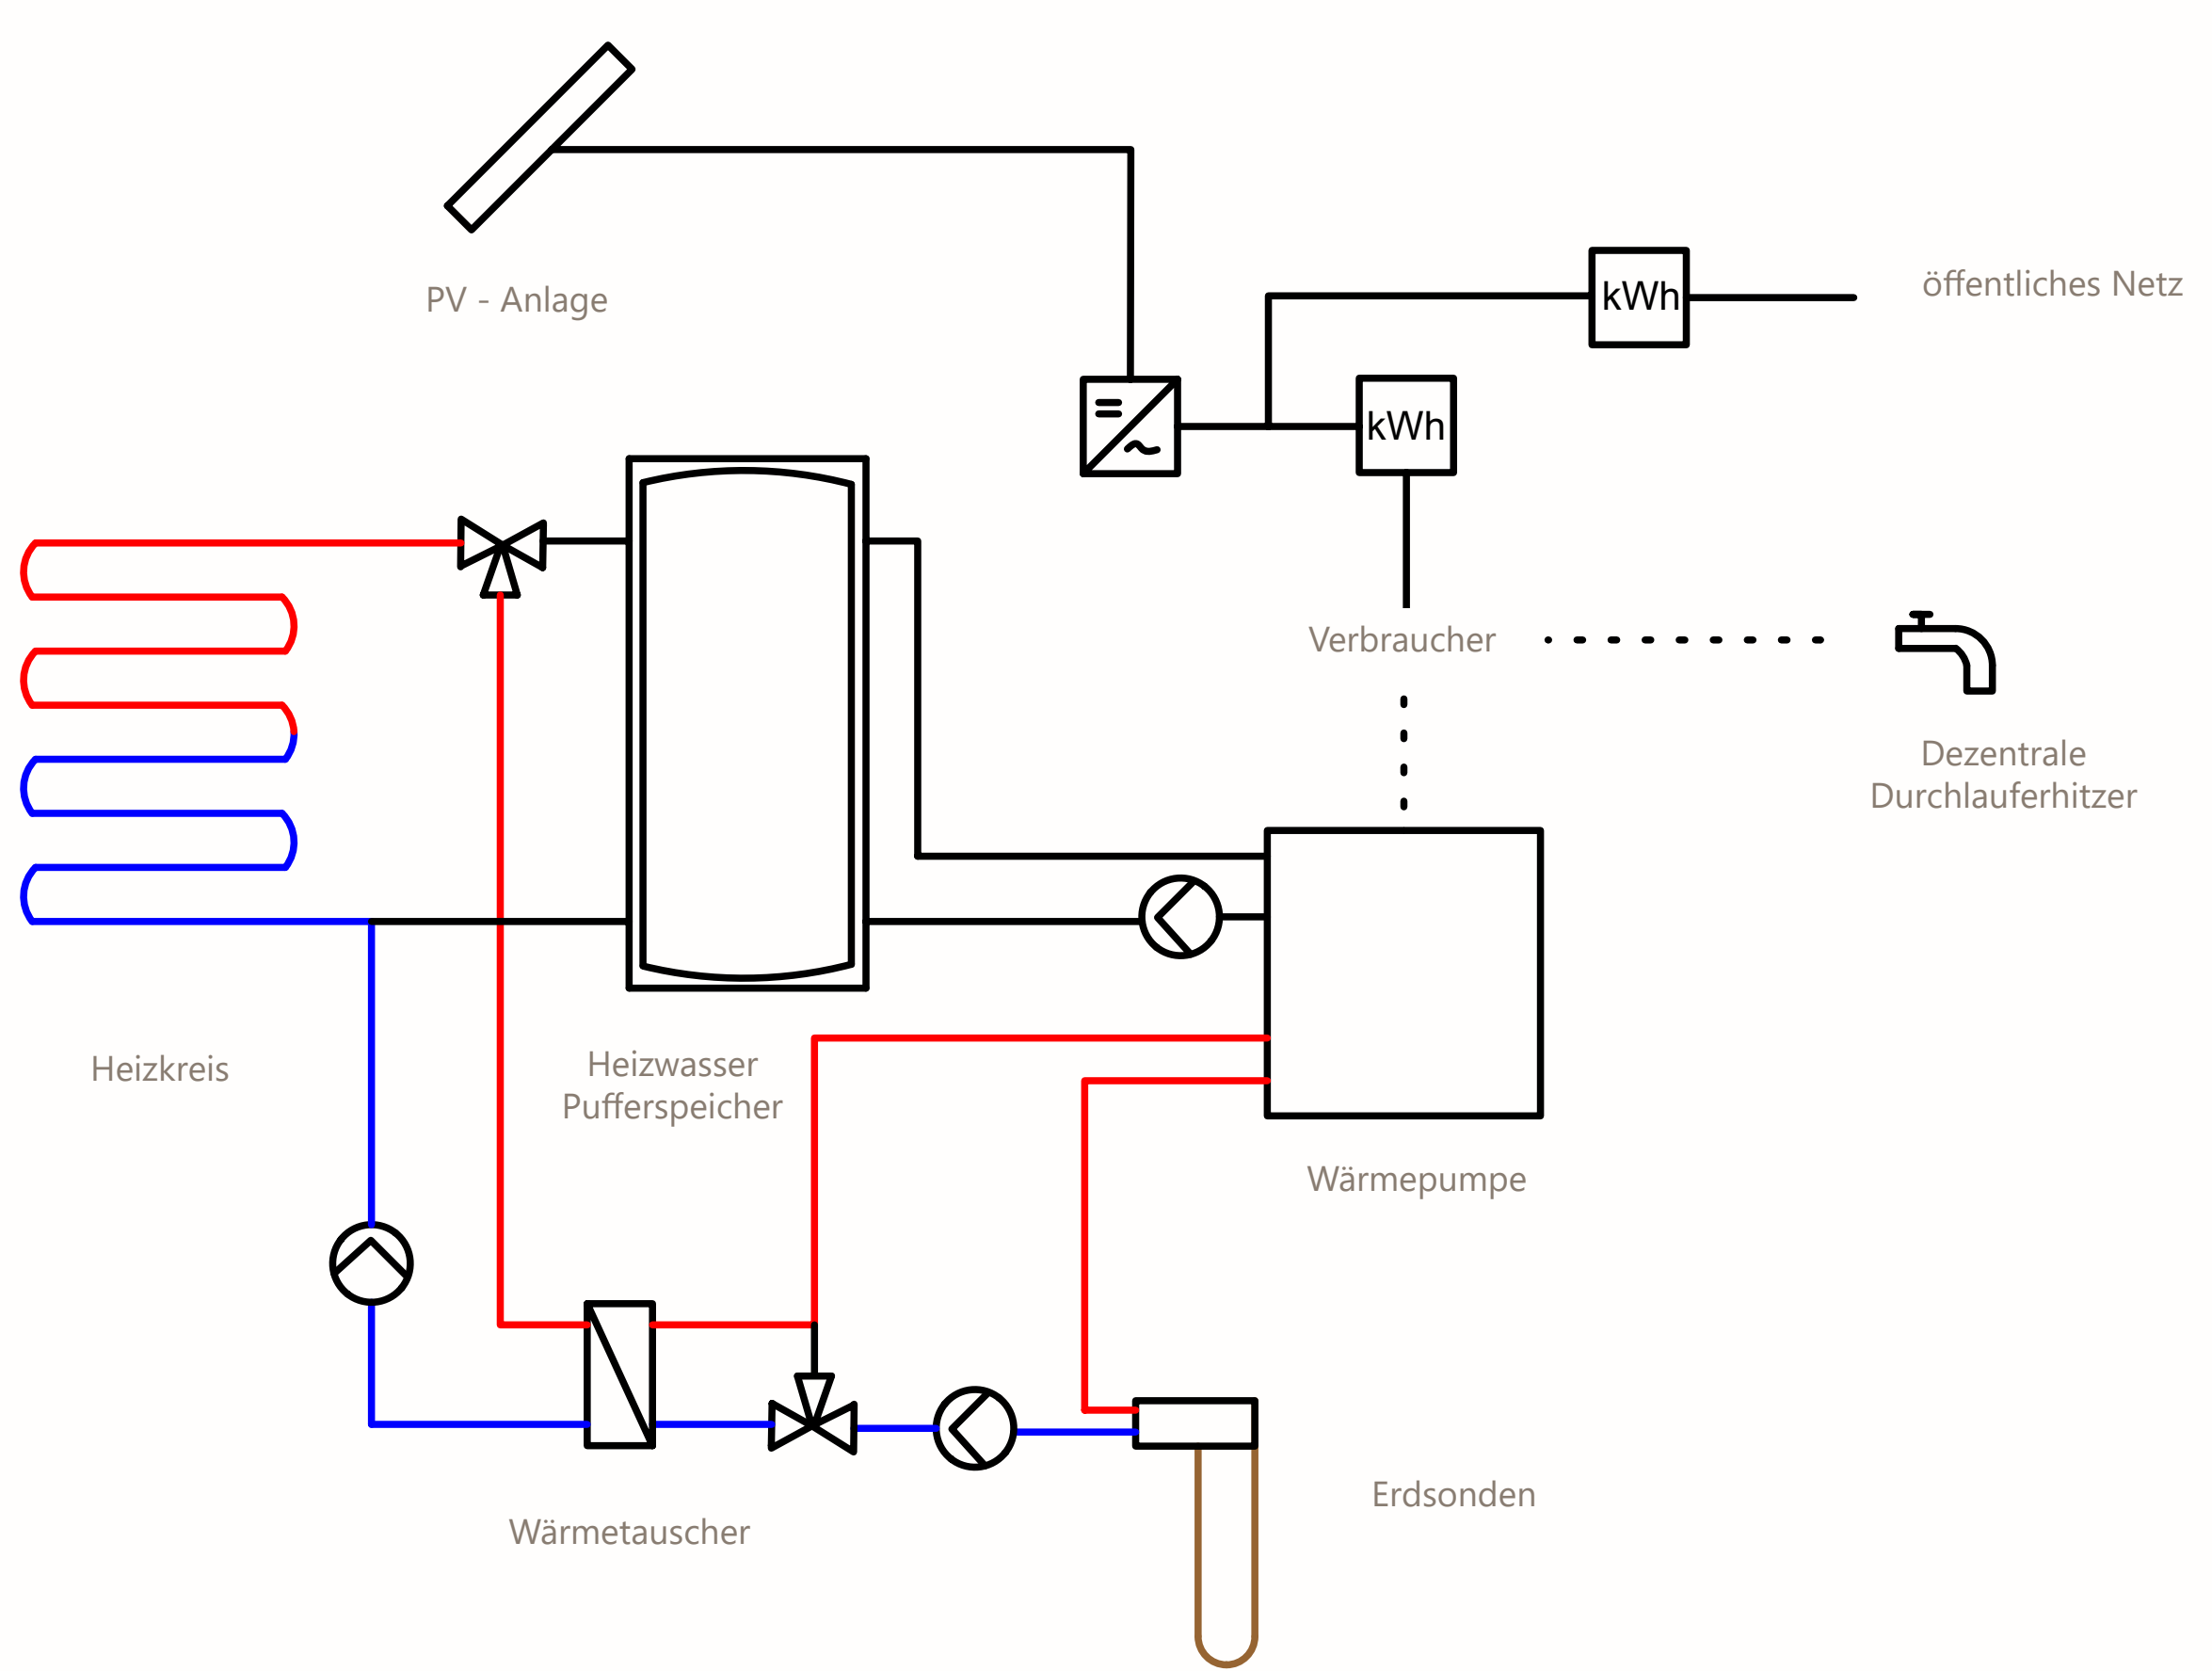 PV - Anlage
öffentliches Netz
kWh
kWh
Verbraucher
Dezentrale
Durchlauferhitzer
Heizkreis
Heizwasser
Pufferspeicher
Wärmepumpe
Wärmetauscher
Erdsonden